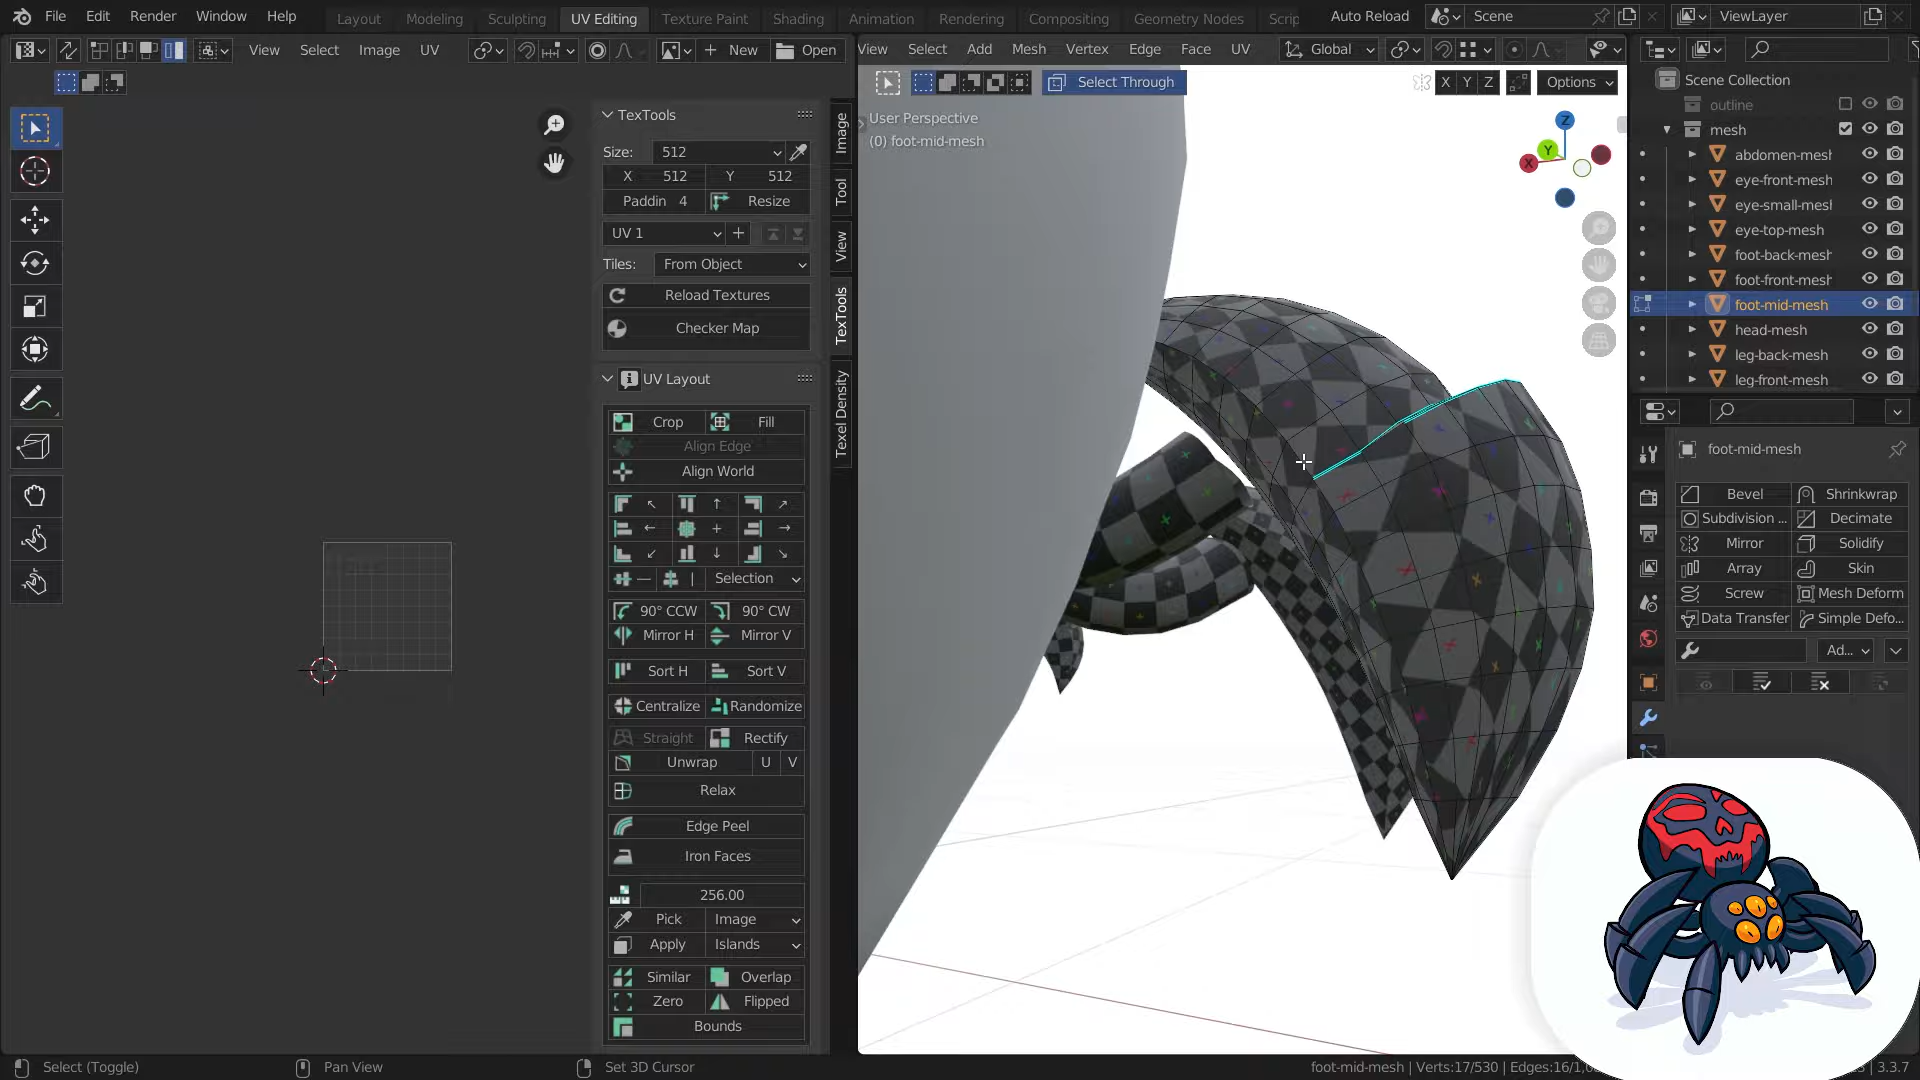 File Edit Render Window Help Layout Modeling Sculpting UV Editing Texture Paint Shading Animation Rendering Compositing Geometry Nodes Scrip Auto Reload Scene ViewLayer
View Select Image UV New Open
View Select Add Mesh Vertex Edge Face UV Global
Select Through X Y Z Options
User Perspective
(0) foot-mid-mesh
Z
Y
X
TexTools
Size: 512
X 512 Y 512
Paddin 4 Resize
UV 1
Tiles: From Object
Reload Textures
Checker Map
UV Layout
Crop Fill
Align Edge
Align World
Selection
90° CCW 90° CW
Mirror H Mirror V
Sort H Sort V
Centralize Randomize
Straight Rectify
Unwrap U V
Relax
Edge Peel
Iron Faces
256.00
Pick Image
Apply Islands
Similar Overlap
Zero Flipped
Bounds
Image
Tool
View
TexTools
Texel Density
Scene Collection
outline
mesh
abdomen-mesh
eye-front-mesh
eye-small-mesh
eye-top-mesh
foot-back-mesh
foot-front-mesh
foot-mid-mesh
head-mesh
leg-back-mesh
leg-front-mesh
foot-mid-mesh
Bevel Shrinkwrap
Subdivision ... Decimate
Mirror Solidify
Array Skin
Screw Mesh Deform
Data Transfer Simple Defo...
Ad...
Select (Toggle) Pan View Set 3D Cursor foot-mid-mesh | Verts:17/530 | Edges:16/1,0 3.3.7